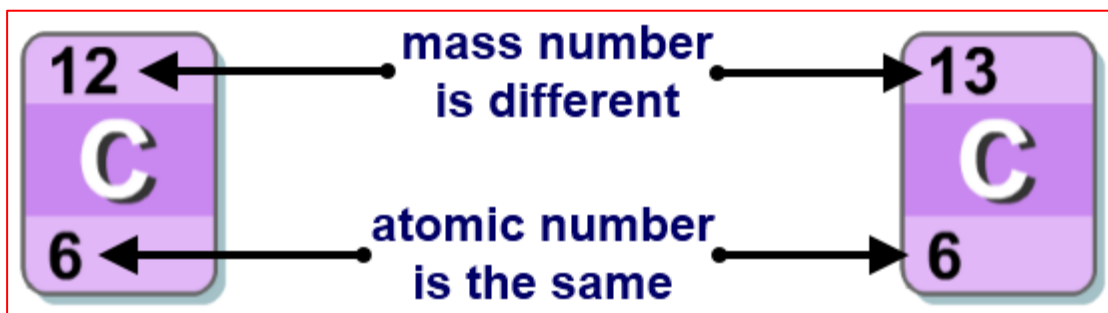 12
C
6
mass number
is different
atomic number
is the same
13
C
6